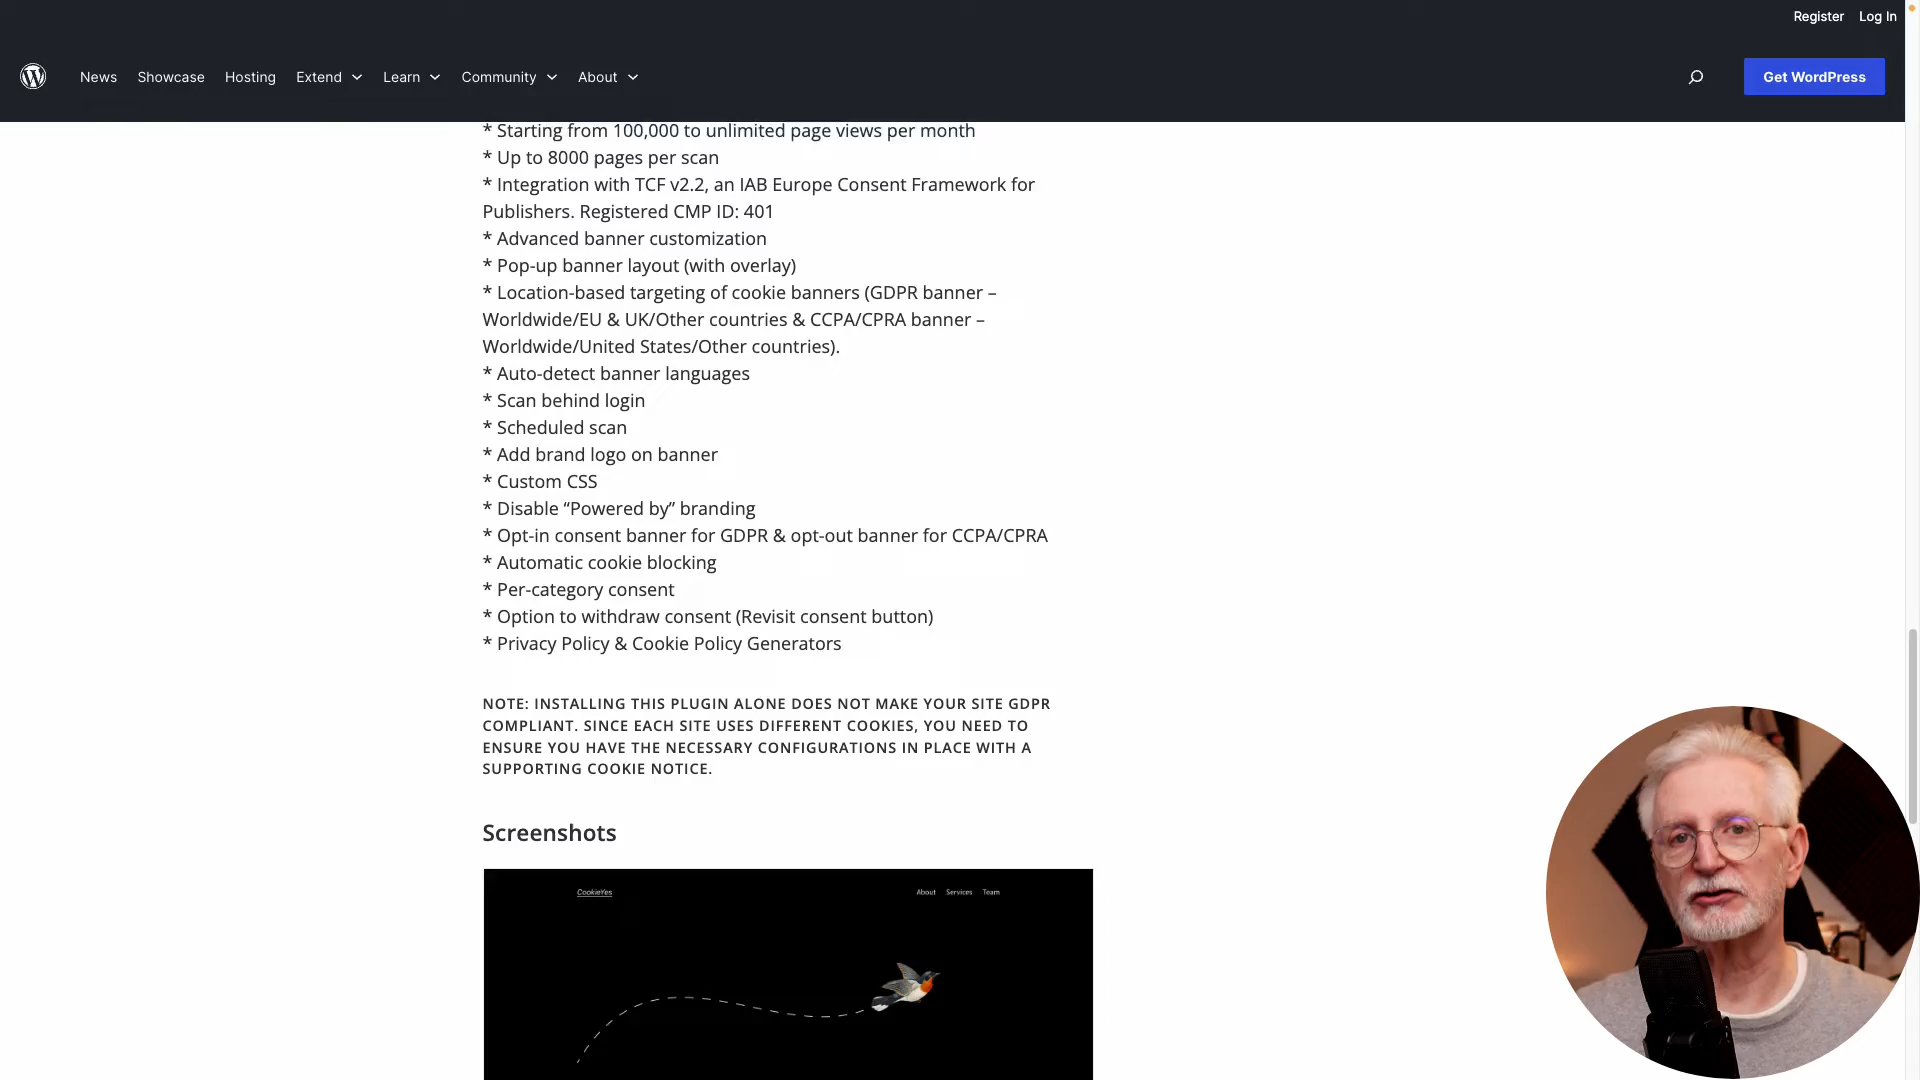 Register Log In
News Showcase Hosting Extend Learn Community About Get WordPress
* Starting from 100,000 to unlimited page views per month
* Up to 8000 pages per scan
* Integration with TCF v2.2, an IAB Europe Consent Framework for
Publishers. Registered CMP ID: 401
* Advanced banner customization
* Pop-up banner layout (with overlay)
* Location-based targeting of cookie banners (GDPR banner –
Worldwide/EU & UK/Other countries & CCPA/CPRA banner –
Worldwide/United States/Other countries).
* Auto-detect banner languages
* Scan behind login
* Scheduled scan
* Add brand logo on banner
* Custom CSS
* Disable “Powered by” branding
* Opt-in consent banner for GDPR & opt-out banner for CCPA/CPRA
* Automatic cookie blocking
* Per-category consent
* Option to withdraw consent (Revisit consent button)
* Privacy Policy & Cookie Policy Generators
NOTE: INSTALLING THIS PLUGIN ALONE DOES NOT MAKE YOUR SITE GDPR
COMPLIANT. SINCE EACH SITE USES DIFFERENT COOKIES, YOU NEED TO
ENSURE YOU HAVE THE NECESSARY CONFIGURATIONS IN PLACE WITH A
SUPPORTING COOKIE NOTICE.
Screenshots
CookieYes About Services Team